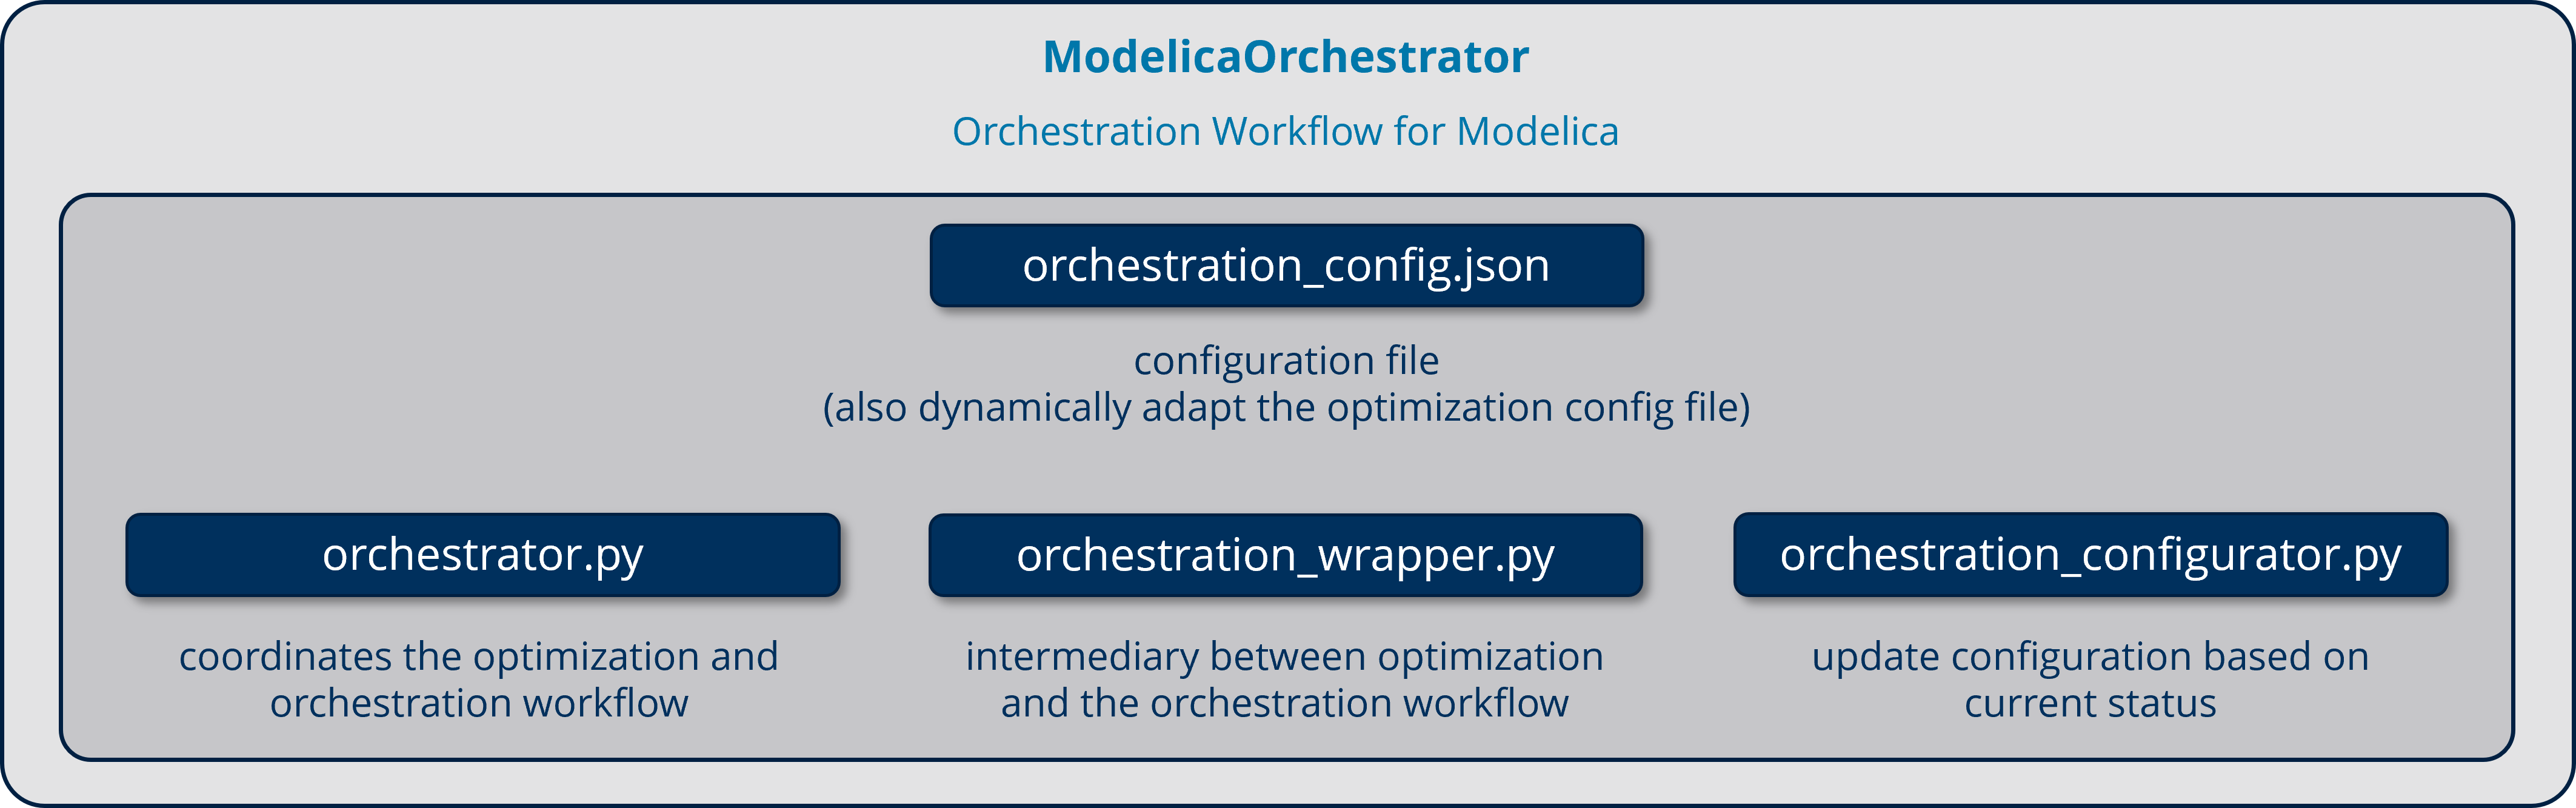 ModelicaOrchestrator
Orchestration Workflow for Modelica
orchestration_config.json
configuration file
(also dynamically adapt the optimization config file)
orchestrator.py
coordinates the optimization and
orchestration workflow
orchestration_wrapper.py
intermediary between optimization
and the orchestration workflow
orchestration_configurator.py
update configuration based on
current status